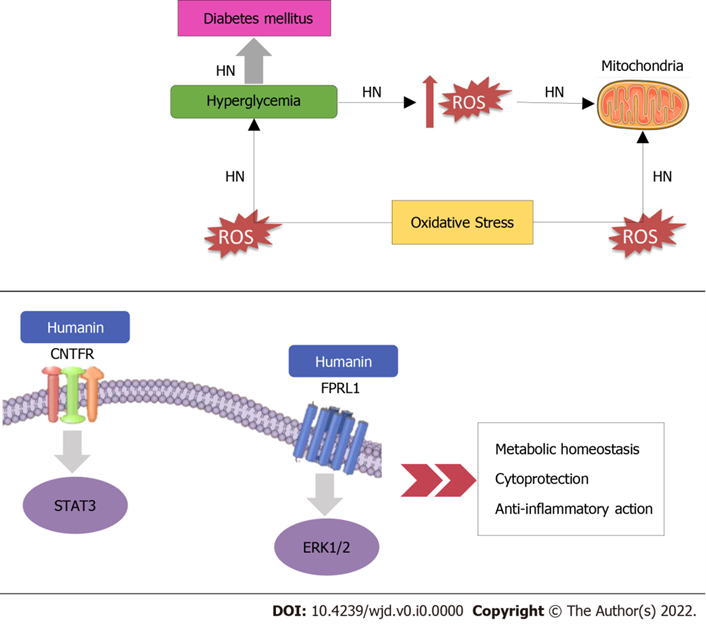 Diabetes mellitus
HN
Hyperglycemia
HN
ROS
HN
Mitochondria
HN
HN
ROS
Oxidative Stress
ROS
Humanin
CNTFR
Humanin
FPRL1
STAT3
ERK1/2
Metabolic homeostasis
Cytoprotection
Anti-inflammatory action
DOI: 10.4239/wjd.v0.i0.0000 Copyright © The Author(s) 2022.